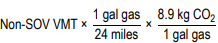 Non-SOV VMT × 1 gal gas / 24 miles × 8.9 kg CO₂ / 1 gal gas